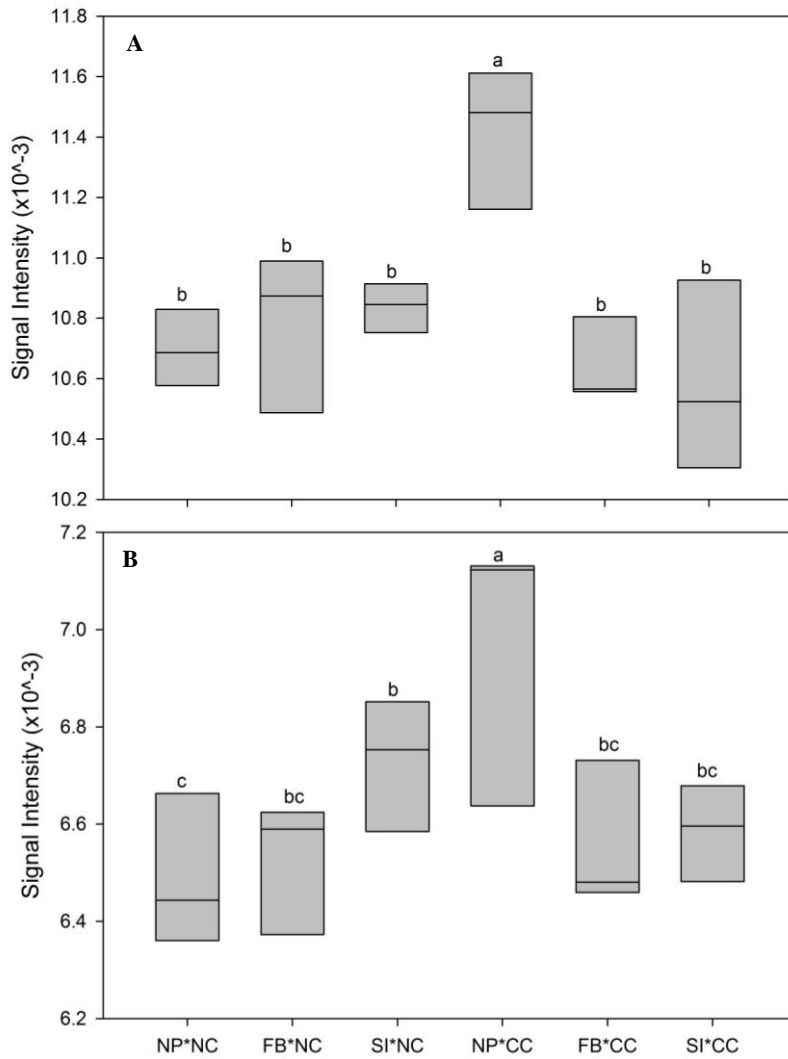 A
Signal Intensity (x10^-3)
11.8
11.6
11.4
11.2
11.0
10.8
10.6
10.4
10.2
b
b
b
a
b
b
B
Signal Intensity (x10^-3)
7.2
7.0
6.8
6.6
6.4
6.2
c
bc
b
a
bc
bc
NP*NC FB*NC SI*NC NP*CC FB*CC SI*CC